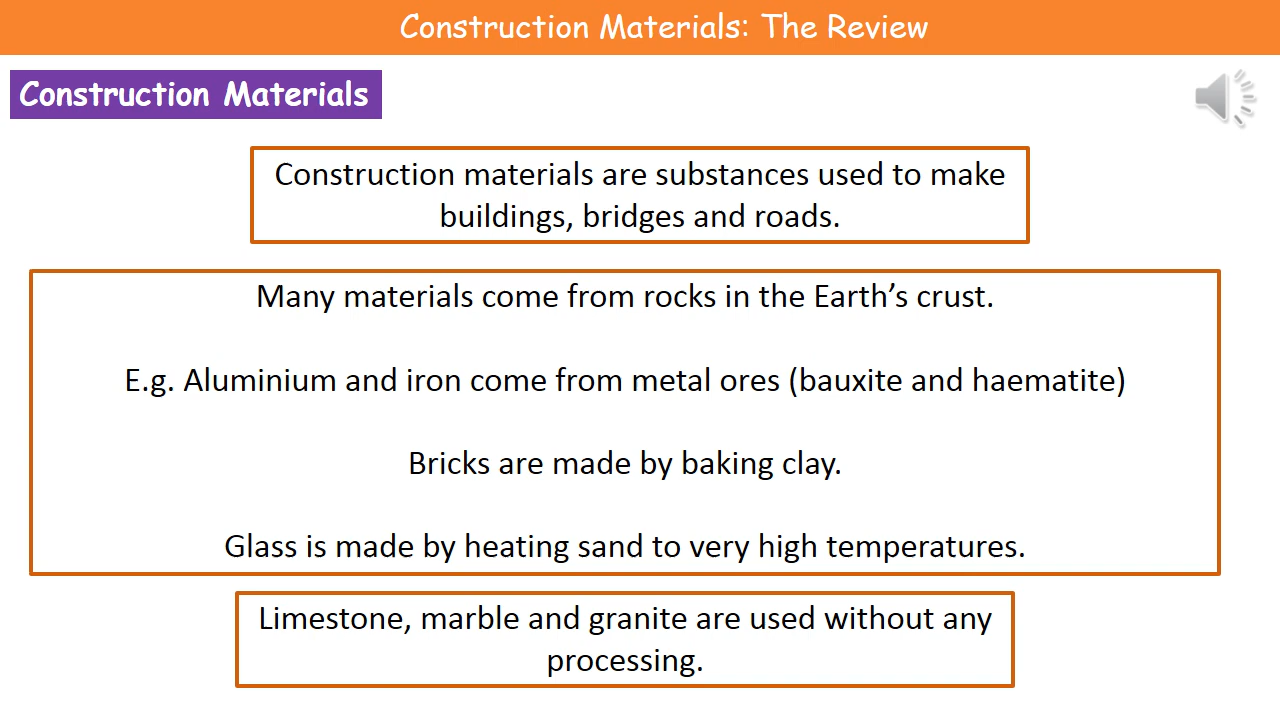 Construction Materials: The Review
Construction Materials
Construction materials are substances used to make
buildings, bridges and roads.
Many materials come from rocks in the Earth’s crust.
E.g. Aluminium and iron come from metal ores (bauxite and haematite)
Bricks are made by baking clay.
Glass is made by heating sand to very high temperatures.
Limestone, marble and granite are used without any
processing.